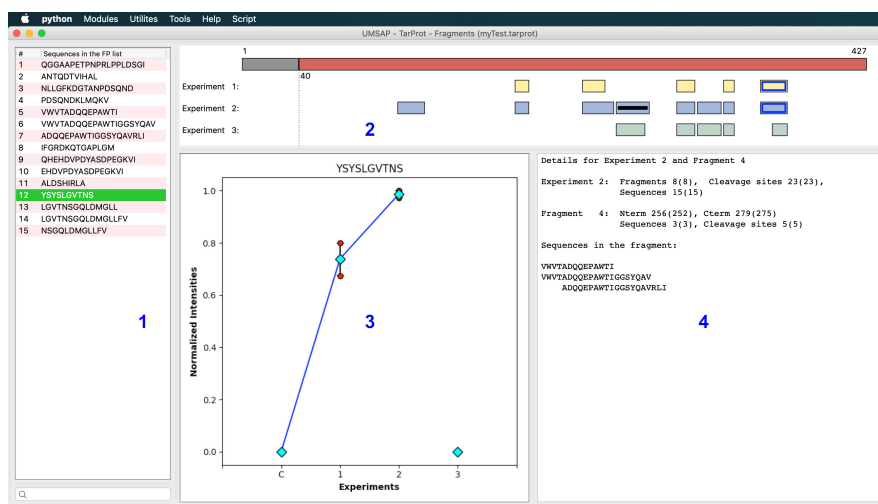 python Modules Utilites Tools Help Script
UMSAP - TarProt - Fragments (myTest.tarprot)
# Sequences in the FP list
1 QGGAAPETPNPRLPPLDSGI
2 ANTQDTVIHAL
3 NLLGFKDGTANPDSQND
4 PDSQNDKLMQKV
5 VWVTADQQEPAWTI
6 VWVTADQQEPAWTIGGSYQAV
7 ADQQEPAWTIGGSYQAVRLI
8 IFGRDKQTGAPLGM
9 QHEHDVPDYASDPEGKVI
10 EHDVPDYASDPEGKVI
11 ALDSHIRLA
12 YSYSLGVTNS
13 LGVTNSGQLDMGLL
14 LGVTNSGQLDMGLLFV
15 NSGQLDMGLLFV
1
1 427
40
Experiment 1:
Experiment 2:
Experiment 3:
2
YSYSLGVTNS
1.0
0.8
0.6
0.4
0.2
0.0
Normalized Intensities
C 1 2 3
Experiments
3
Details for Experiment 2 and Fragment 4
Experiment 2: Fragments 8(8), Cleavage sites 23(23),
Sequences 15(15)
Fragment 4: Nterm 256(252), Cterm 279(275)
Sequences 3(3), Cleavage sites 5(5)
Sequences in the fragment:
VWVTADQQEPAWTI
VWVTADQQEPAWTIGGSYQAV
ADQQEPAWTIGGSYQAVRLI
4